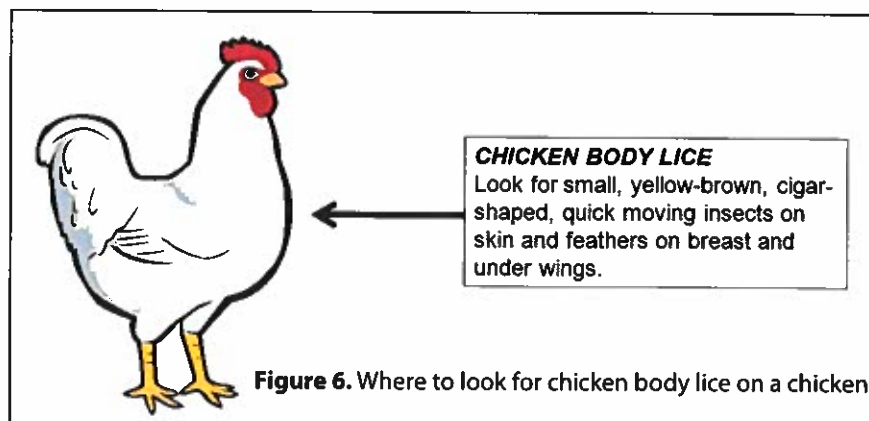 CHICKEN BODY LICE
Look for small, yellow-brown, cigar-
shaped, quick moving insects on
skin and feathers on breast and
under wings.
Figure 6. Where to look for chicken body lice on a chicken